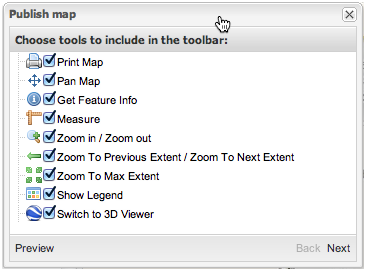 Publish map
Choose tools to include in the toolbar:
Print Map
Pan Map
Get Feature Info
Measure
Zoom in / Zoom out
Zoom To Previous Extent / Zoom To Next Extent
Zoom To Max Extent
Show Legend
Switch to 3D Viewer
Preview Back Next